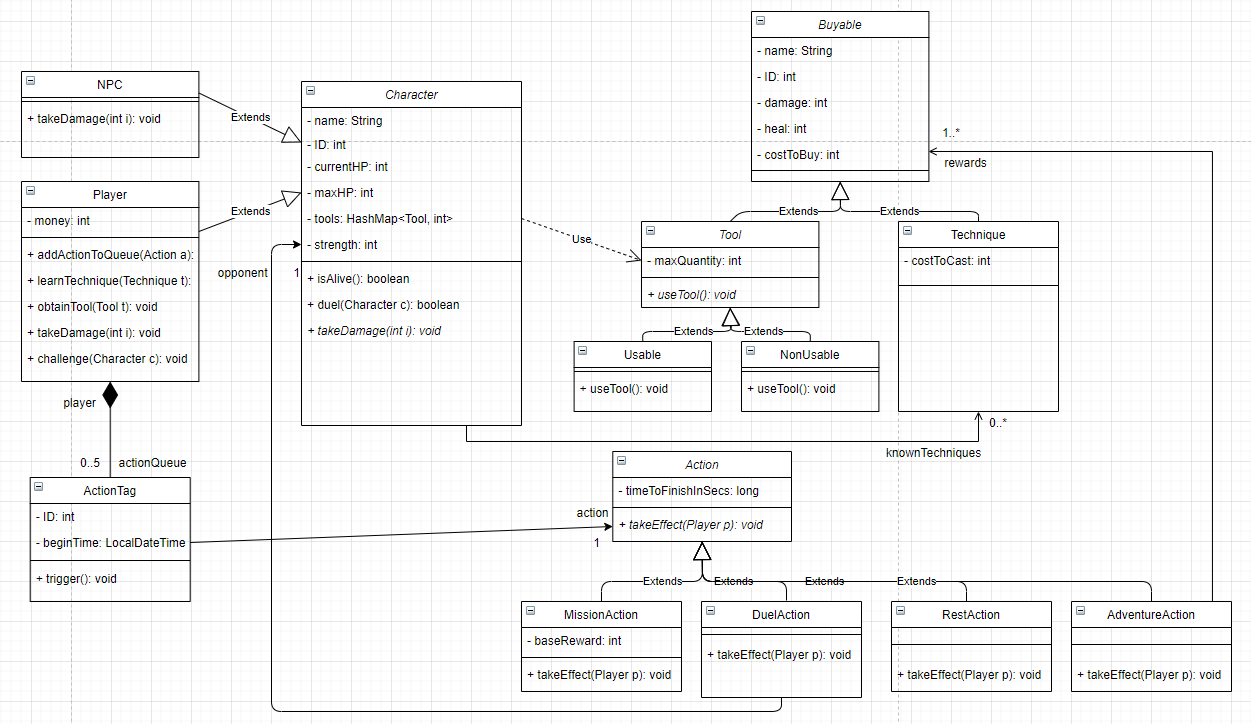 Buyable
- name: String
- ID: int
- damage: int
- heal: int
- costToBuy: int
1..*
rewards
NPC
+ takeDamage(int i): void
Extends
Character
- name: String
- ID: int
- currentHP: int
- maxHP: int
- tools: HashMap<Tool, int>
- strength: int
+ isAlive(): boolean
+ duel(Character c): boolean
+ takeDamage(int i): void
Player
- money: int
+ addActionToQueue(Action a):
+ learnTechnique(Technique t):
+ obtainTool(Tool t): void
+ takeDamage(int i): void
+ challenge(Character c): void
Extends
opponent
1
Use
Extends
Extends
Tool
- maxQuantity: int
+ useTool(): void
Technique
- costToCast: int
Extends
Extends
Usable
+ useTool(): void
NonUsable
+ useTool(): void
0..*
knownTechniques
player
0..5
actionQueue
ActionTag
- ID: int
- beginTime: LocalDateTime
+ trigger(): void
action
1
Action
- timeToFinishInSecs: long
+ takeEffect(Player p): void
Extends
Extends
Extends
Extends
MissionAction
- baseReward: int
+ takeEffect(Player p): void
DuelAction
+ takeEffect(Player p): void
RestAction
+ takeEffect(Player p): void
AdventureAction
+ takeEffect(Player p): void